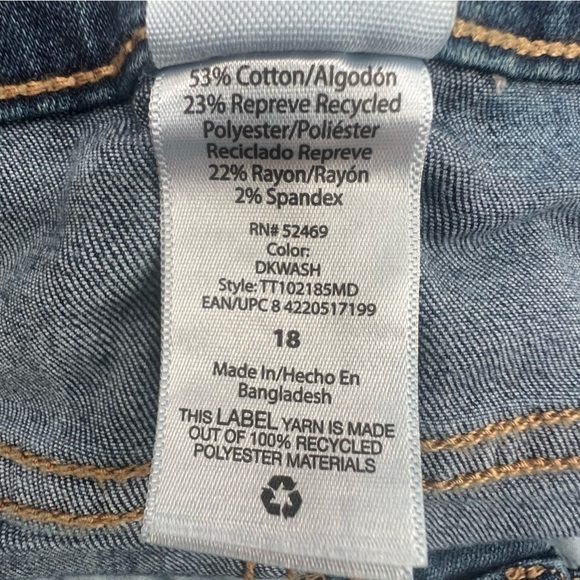 53% Cotton/Algodón
23% Repreve Recycled
Polyester/Poliéster
Reciclado Repreve
22% Rayon/Rayón
2% Spandex
RN# 52469
Color:
DKWASH
Style: TT102185MD
EAN/UPC 8 4220517199
18
Made In/Hecho En
Bangladesh
THIS LABEL YARN IS MADE
OUT OF 100% RECYCLED
POLYESTER MATERIALS